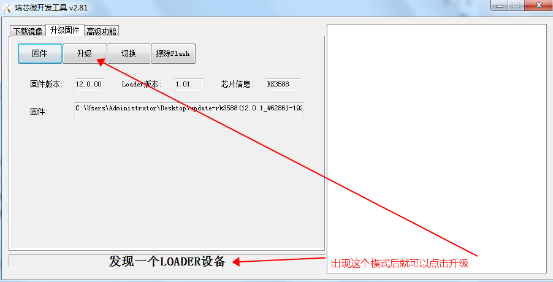 瑞芯微开发工具 v2.81
下载镜像 升级固件 高级功能
固件 升级 切换 擦除Flash
固件版本: 12.0.00 Loader版本: 1.01 芯片信息: RK3588
固件: C:\Users\Administrator\Desktop\update-rk3588(12.0.1_46286)-192
发现一个LOADER设备
出现这个模式后就可以点击升级